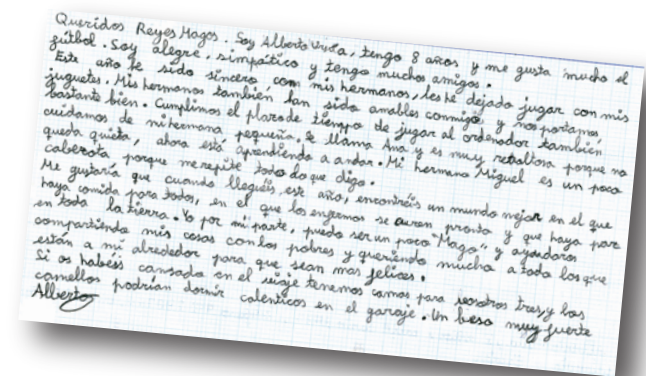 Queridos Reyes Magos. Soy Alberto, tengo 8 años y me gusta mucho el
fútbol. Soy alegre, simpático y tengo muchos amigos.
Este año he sido sincero, con mis hermanos, les he dejado jugar con mis
juguetes. Mis hermanos también han sido amables conmigo y nos portamos
bastante bien. Cumplimos el plazo de tiempo de jugar al ordenador también
cuidamos de mi hermana pequeña, se llama Ana y es muy revoltosa porque no
queda quieta, ahora está aprendiendo a andar. Mi hermano Miguel es un poco
cabezota, porque me repite todo lo que digo.
Me gustaría que cuando lleguéis este año, encontréis un mundo mejor en el que
haya comida para todos, en el que los enfermos se curen pronto y que haya paz
en toda la tierra. Yo por mi parte, puedo ser un poco "Mago" y ayudaros
compartiendo mis cosas con los pobres y queriendo mucho a todo los que
están a mi alrededor para que sean mas felices.
Si os habéis cansado en el viaje tenemos camas para vosotros tres, y los
camellos podrían dormir calenticos en el garaje. Un beso muy fuerte
Alberto